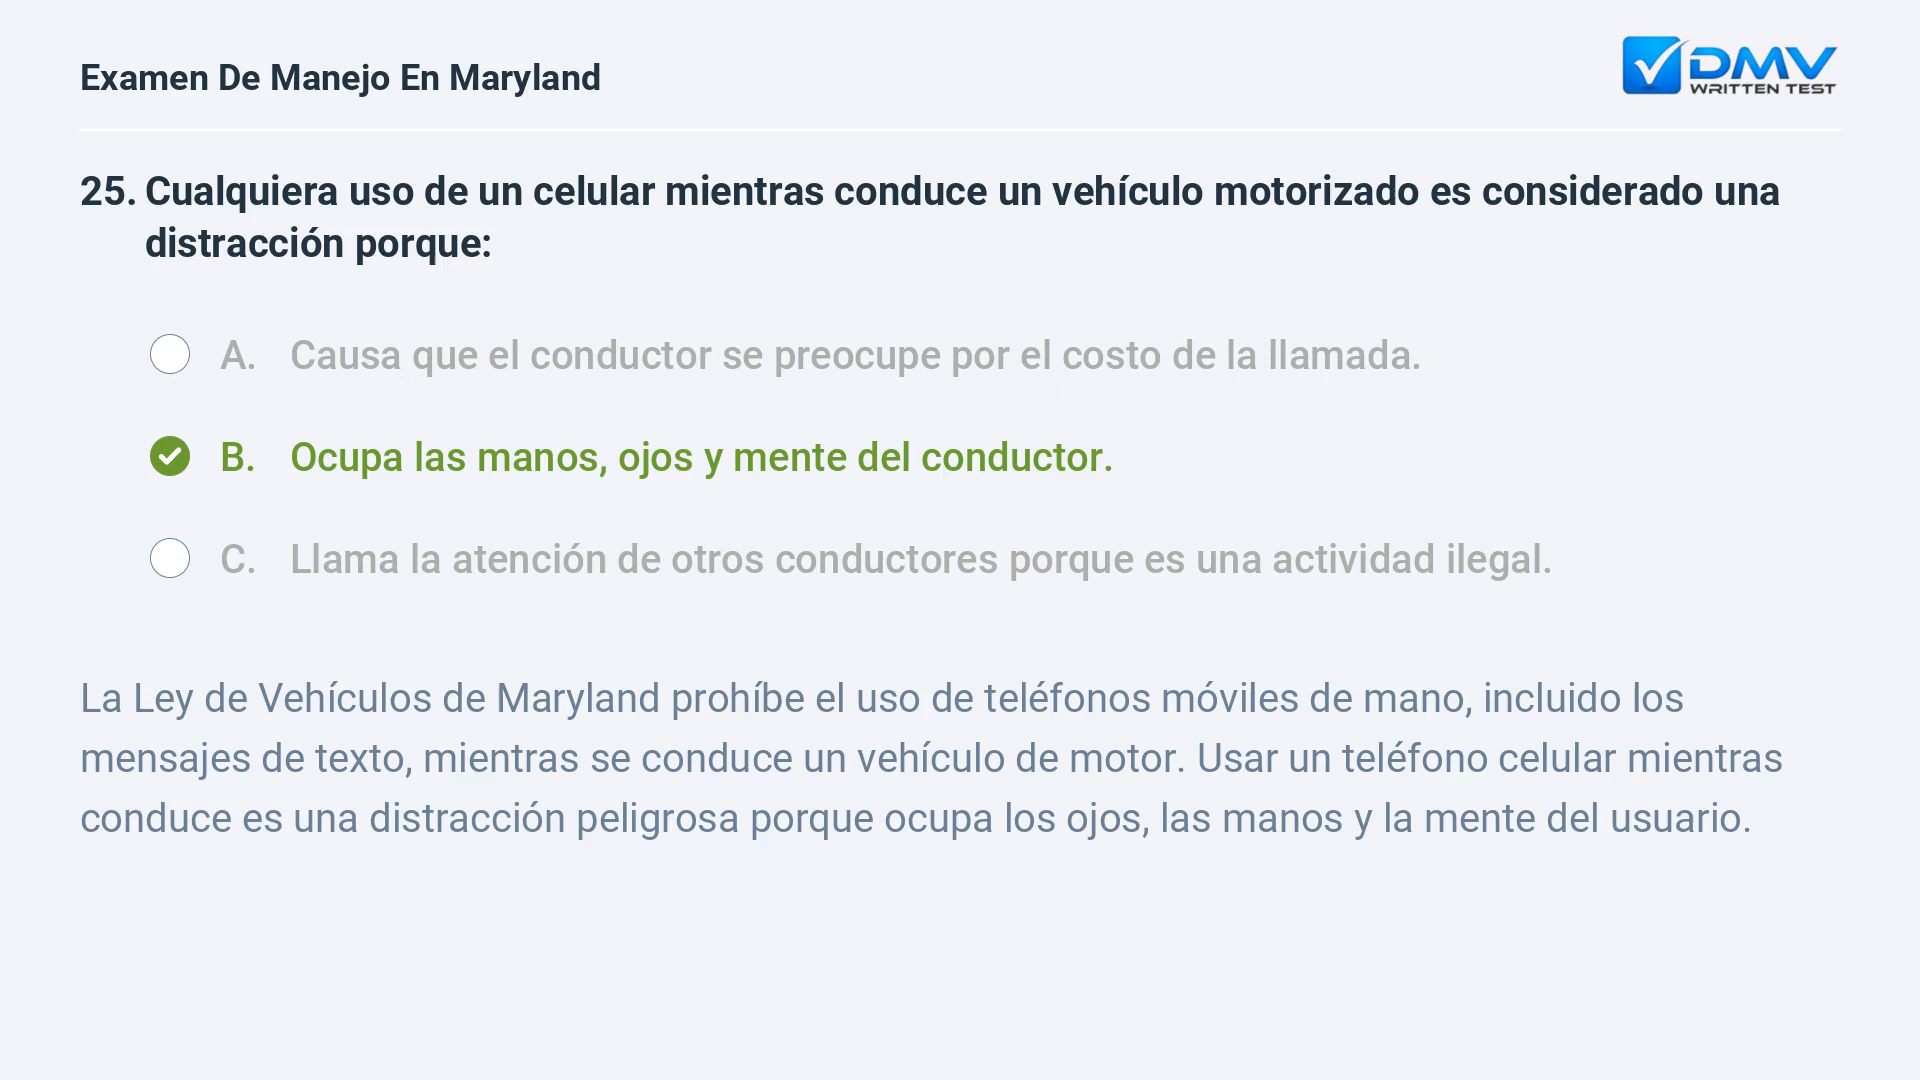 Examen De Manejo En Maryland
DMV
WRITTEN TEST
25. Cualquiera uso de un celular mientras conduce un vehículo motorizado es considerado una
distracción porque:
A. Causa que el conductor se preocupe por el costo de la llamada.
B. Ocupa las manos, ojos y mente del conductor.
C. Llama la atención de otros conductores porque es una actividad ilegal.
La Ley de Vehículos de Maryland prohíbe el uso de teléfonos móviles de mano, incluido los
mensajes de texto, mientras se conduce un vehículo de motor. Usar un teléfono celular mientras
conduce es una distracción peligrosa porque ocupa los ojos, las manos y la mente del usuario.